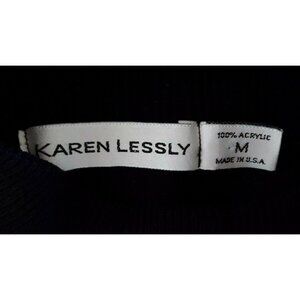 KAREN LESSLY
100% ACRYLIC
M
MADE IN U.S.A.